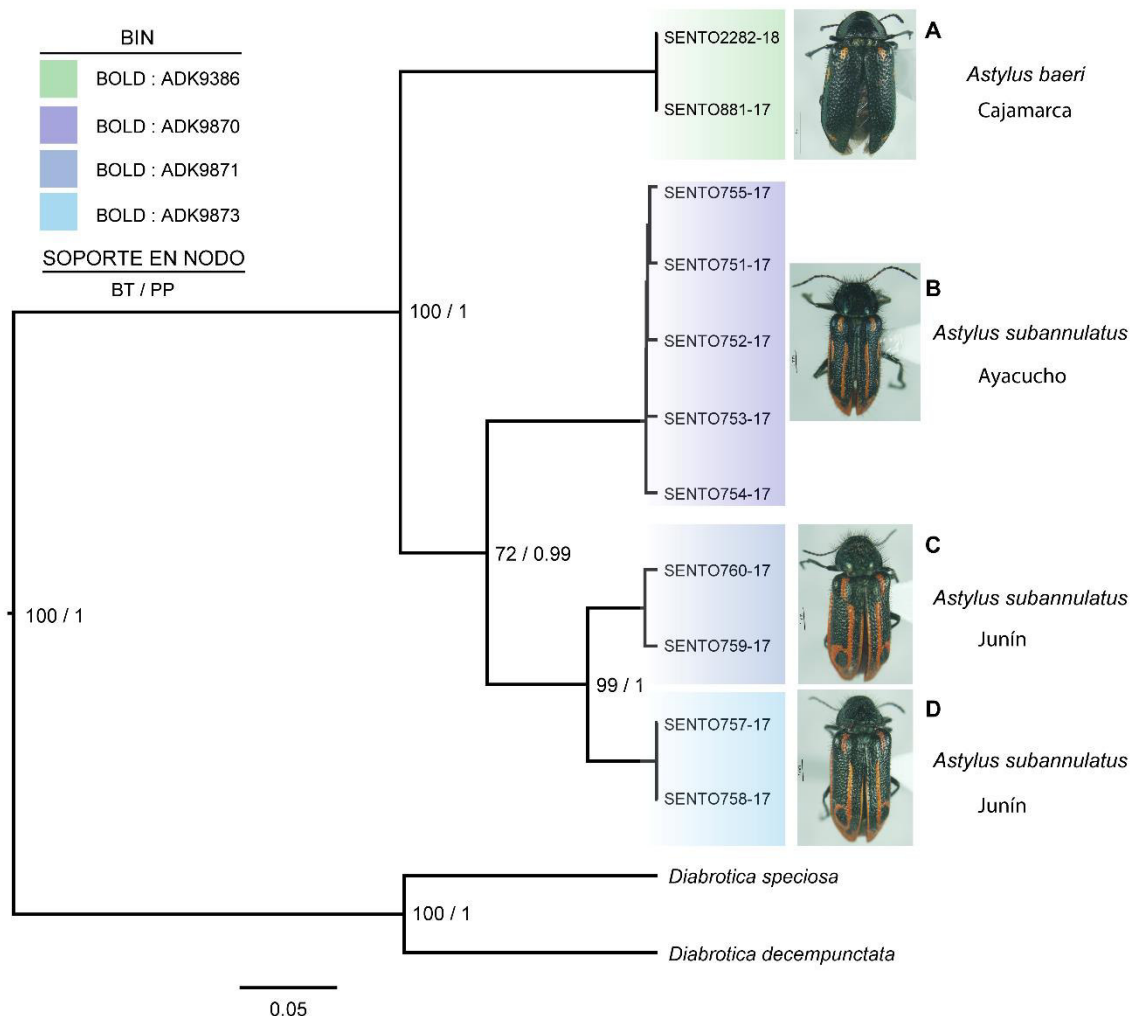 BIN
BOLD : ADK9386
BOLD : ADK9870
BOLD : ADK9871
BOLD : ADK9873
SOPORTE EN NODO
BT / PP
100 / 1
100 / 1
72 / 0.99
99 / 1
100 / 1
SENTO2282-18
SENTO881-17
A
Astylus baeri
Cajamarca
SENTO755-17
SENTO751-17
SENTO752-17
SENTO753-17
SENTO754-17
B
Astylus subannulatus
Ayacucho
SENTO760-17
SENTO759-17
C
Astylus subannulatus
Junín
SENTO757-17
SENTO758-17
D
Astylus subannulatus
Junín
Diabrotica speciosa
Diabrotica decempunctata
0.05